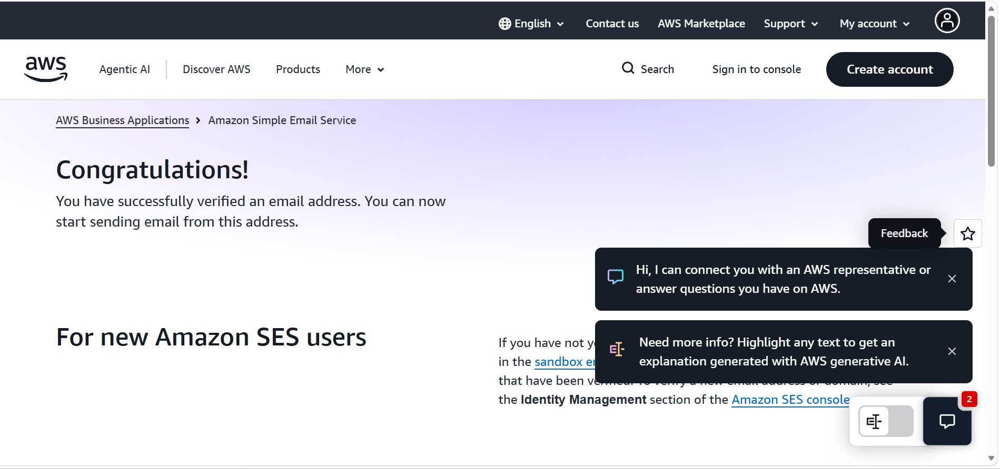 English Contact us AWS Marketplace Support My account
aws Agentic AI Discover AWS Products More Search Sign in to console Create account
AWS Business Applications > Amazon Simple Email Service
Congratulations!
You have successfully verified an email address. You can now
start sending email from this address.
Feedback
Hi, I can connect you with an AWS representative or
answer questions you have on AWS.
For new Amazon SES users
If you have not
in the sandbox
that have been
the Identity Management section of the Amazon SES console
Need more info? Highlight any text to get an
explanation generated with AWS generative AI.
2